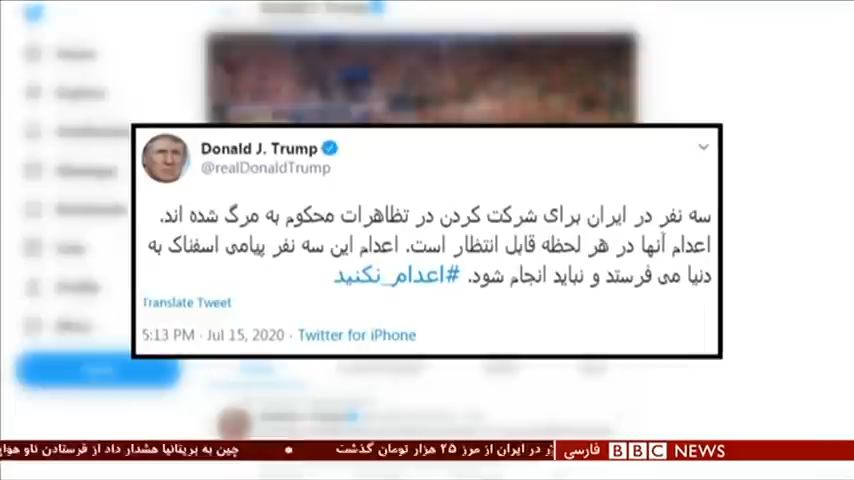 Donald J. Trump
@realDonaldTrump
سه نفر در ایران برای شرکت کردن در تظاهرات محکوم به مرگ شده اند.
اعدام آنها در هر لحظه قابل انتظار است. اعدام این سه نفر پیامی اسفناک به
دنیا می فرستد و نباید انجام شود. #اعدام_نکنید
Translate Tweet
5:13 PM · Jul 15, 2020 · Twitter for iPhone
BBC NEWS فارسی
در ایران از مرز ۲۵ هزار تومان گذشت • چین به بریتانیا هشدار داد از فرستادن ناو